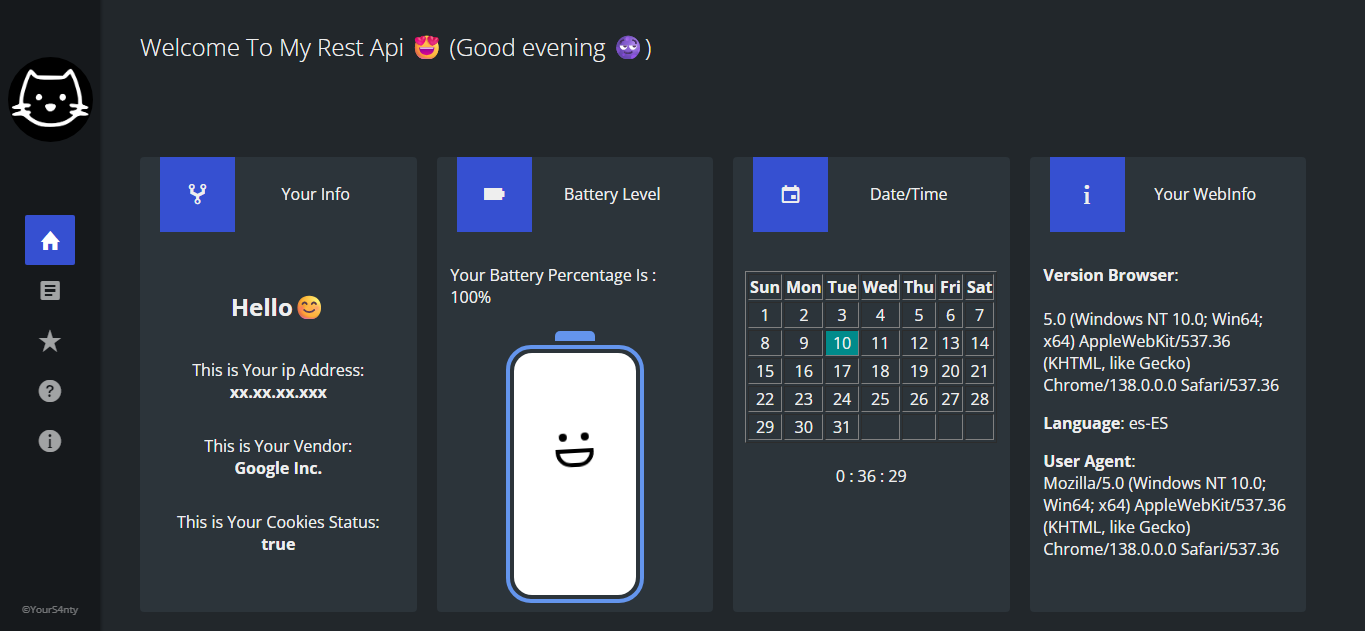 Welcome To My Rest Api 😍 (Good evening 😈)
Your Info
Hello 😊
This is Your ip Address:
xx.xx.xx.xxx
This is Your Vendor:
Google Inc.
This is Your Cookies Status:
true
Battery Level
Your Battery Percentage Is :
100%
Date/Time
Sun Mon Tue Wed Thu Fri Sat
1 2 3 4 5 6 7
8 9 10 11 12 13 14
15 16 17 18 19 20 21
22 23 24 25 26 27 28
29 30 31
0 : 36 : 29
Your WebInfo
Version Browser:
5.0 (Windows NT 10.0; Win64;
x64) AppleWebKit/537.36
(KHTML, like Gecko)
Chrome/138.0.0.0 Safari/537.36
Language: es-ES
User Agent:
Mozilla/5.0 (Windows NT 10.0;
Win64; x64) AppleWebKit/537.36
(KHTML, like Gecko)
Chrome/138.0.0.0 Safari/537.36
©YourS4nty